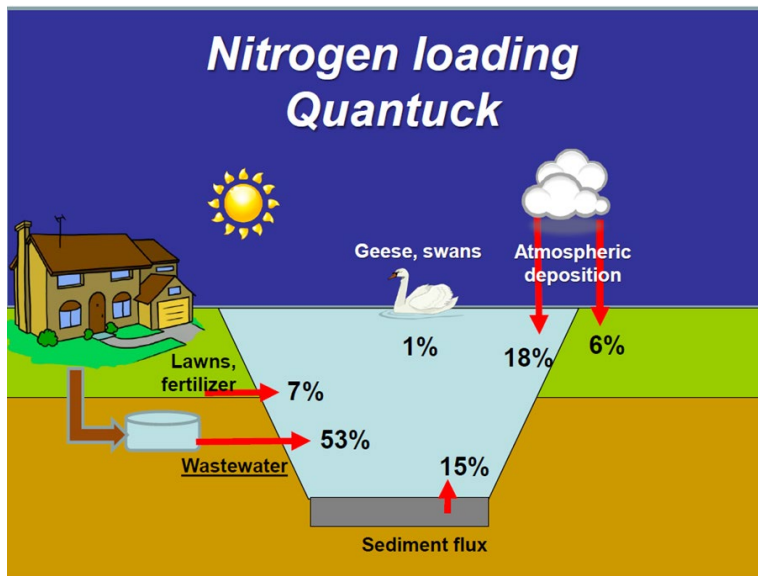 Nitrogen loading
Quantuck
Geese, swans
Atmospheric
deposition
1%
18%
6%
Lawns,
fertilizer
7%
53%
Wastewater
15%
Sediment flux